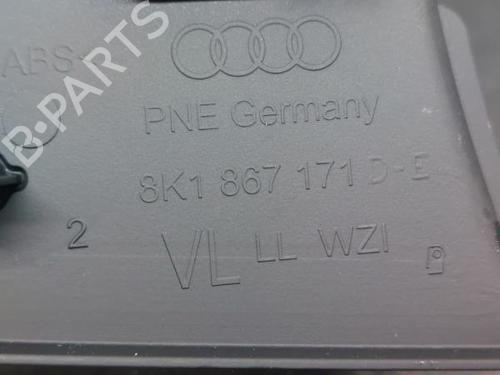 ABS
B-PARTS
PNE Germany
8K1 867 171 D-E
2
VL LL WZI